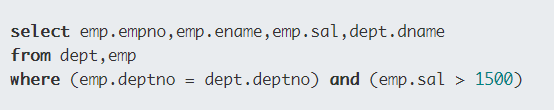 select emp.empno,emp.ename,emp.sal,dept.dname
from dept,emp
where (emp.deptno = dept.deptno) and (emp.sal > 1500)